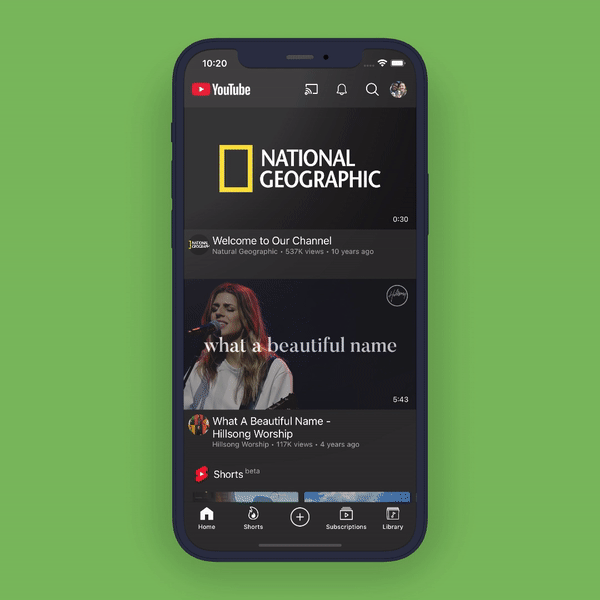 10:20
YouTube
NATIONAL
GEOGRAPHIC
0:30
NATIONAL
GEOGRAPHIC
Welcome to Our Channel
Natural Geographic • 537K views • 10 years ago
Hillsong
what a beautiful name
5:43
What A Beautiful Name -
Hillsong Worship
Hillsong Worship • 117K views • 4 years ago
Shorts beta
Home
Shorts
Subscriptions
Library